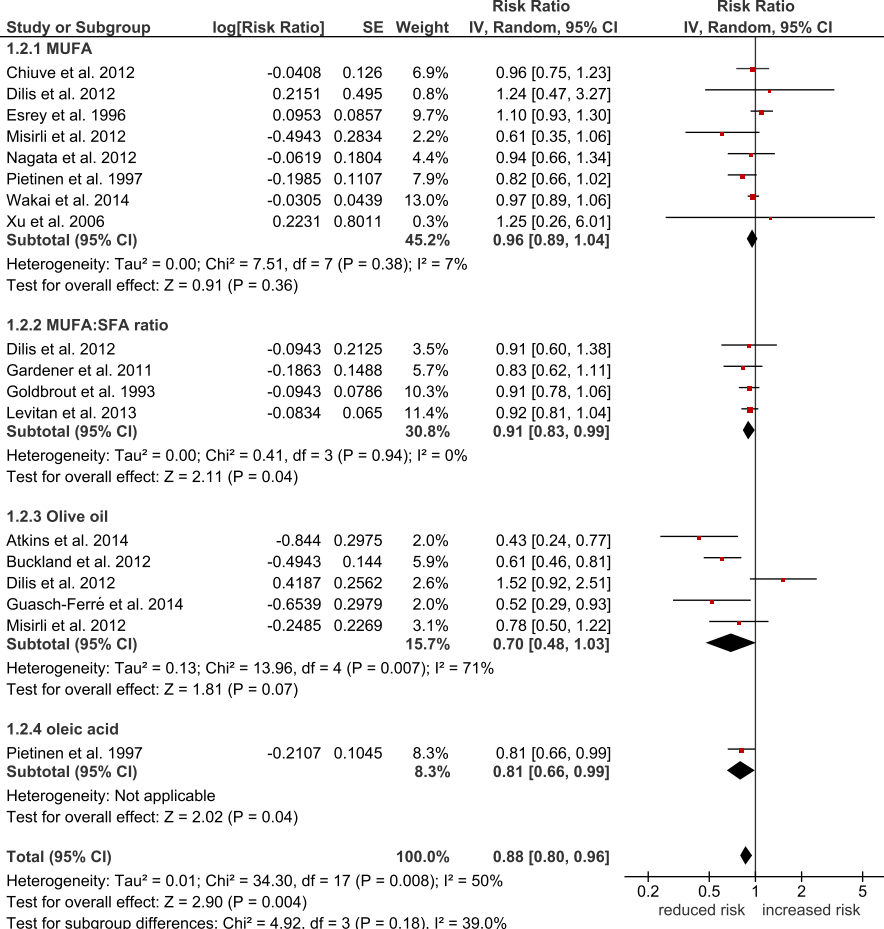 Risk Ratio Risk Ratio
Study or Subgroup log[Risk Ratio] SE Weight IV, Random, 95% CI IV, Random, 95% CI
1.2.1 MUFA
Chiuve et al. 2012 -0.0408 0.126 6.9% 0.96 [0.75, 1.23]
Dilis et al. 2012 0.2151 0.495 0.8% 1.24 [0.47, 3.27]
Esrey et al. 1996 0.0953 0.0857 9.7% 1.10 [0.93, 1.30]
Misirli et al. 2012 -0.4943 0.2834 2.2% 0.61 [0.35, 1.06]
Nagata et al. 2012 -0.0619 0.1804 4.4% 0.94 [0.66, 1.34]
Pietinen et al. 1997 -0.1985 0.1107 7.9% 0.82 [0.66, 1.02]
Wakai et al. 2014 -0.0305 0.0439 13.0% 0.97 [0.89, 1.06]
Xu et al. 2006 0.2231 0.8011 0.3% 1.25 [0.26, 6.01]
Subtotal (95% CI) 45.2% 0.96 [0.89, 1.04]
Heterogeneity: Tau² = 0.00; Chi² = 7.51, df = 7 (P = 0.38); I² = 7%
Test for overall effect: Z = 0.91 (P = 0.36)
1.2.2 MUFA:SFA ratio
Dilis et al. 2012 -0.0943 0.2125 3.5% 0.91 [0.60, 1.38]
Gardener et al. 2011 -0.1863 0.1488 5.7% 0.83 [0.62, 1.11]
Goldbrout et al. 1993 -0.0943 0.0786 10.3% 0.91 [0.78, 1.06]
Levitan et al. 2013 -0.0834 0.065 11.4% 0.92 [0.81, 1.04]
Subtotal (95% CI) 30.8% 0.91 [0.83, 0.99]
Heterogeneity: Tau² = 0.00; Chi² = 0.41, df = 3 (P = 0.94); I² = 0%
Test for overall effect: Z = 2.11 (P = 0.04)
1.2.3 Olive oil
Atkins et al. 2014 -0.844 0.2975 2.0% 0.43 [0.24, 0.77]
Buckland et al. 2012 -0.4943 0.144 5.9% 0.61 [0.46, 0.81]
Dilis et al. 2012 0.4187 0.2562 2.6% 1.52 [0.92, 2.51]
Guasch-Ferré et al. 2014 -0.6539 0.2979 2.0% 0.52 [0.29, 0.93]
Misirli et al. 2012 -0.2485 0.2269 3.1% 0.78 [0.50, 1.22]
Subtotal (95% CI) 15.7% 0.70 [0.48, 1.03]
Heterogeneity: Tau² = 0.13; Chi² = 13.96, df = 4 (P = 0.007); I² = 71%
Test for overall effect: Z = 1.81 (P = 0.07)
1.2.4 oleic acid
Pietinen et al. 1997 -0.2107 0.1045 8.3% 0.81 [0.66, 0.99]
Subtotal (95% CI) 8.3% 0.81 [0.66, 0.99]
Heterogeneity: Not applicable
Test for overall effect: Z = 2.02 (P = 0.04)
Total (95% CI) 100.0% 0.88 [0.80, 0.96]
Heterogeneity: Tau² = 0.01; Chi² = 34.30, df = 17 (P = 0.008); I² = 50%
Test for overall effect: Z = 2.90 (P = 0.004)
Test for subgroup differences: Chi² = 4.92, df = 3 (P = 0.18), I² = 39.0%
0.2 0.5 1 2 5
reduced risk increased risk